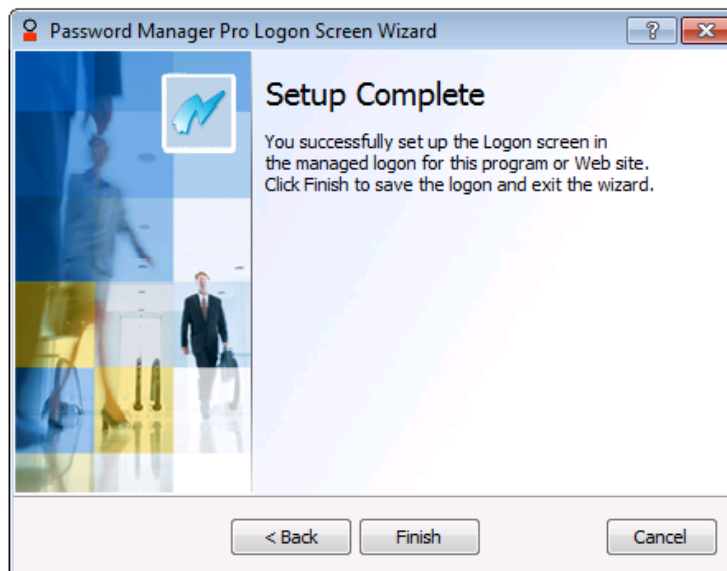 Password Manager Pro Logon Screen Wizard
?
Setup Complete
You successfully set up the Logon screen in
the managed logon for this program or Web site.
Click Finish to save the logon and exit the wizard.
< Back Finish Cancel